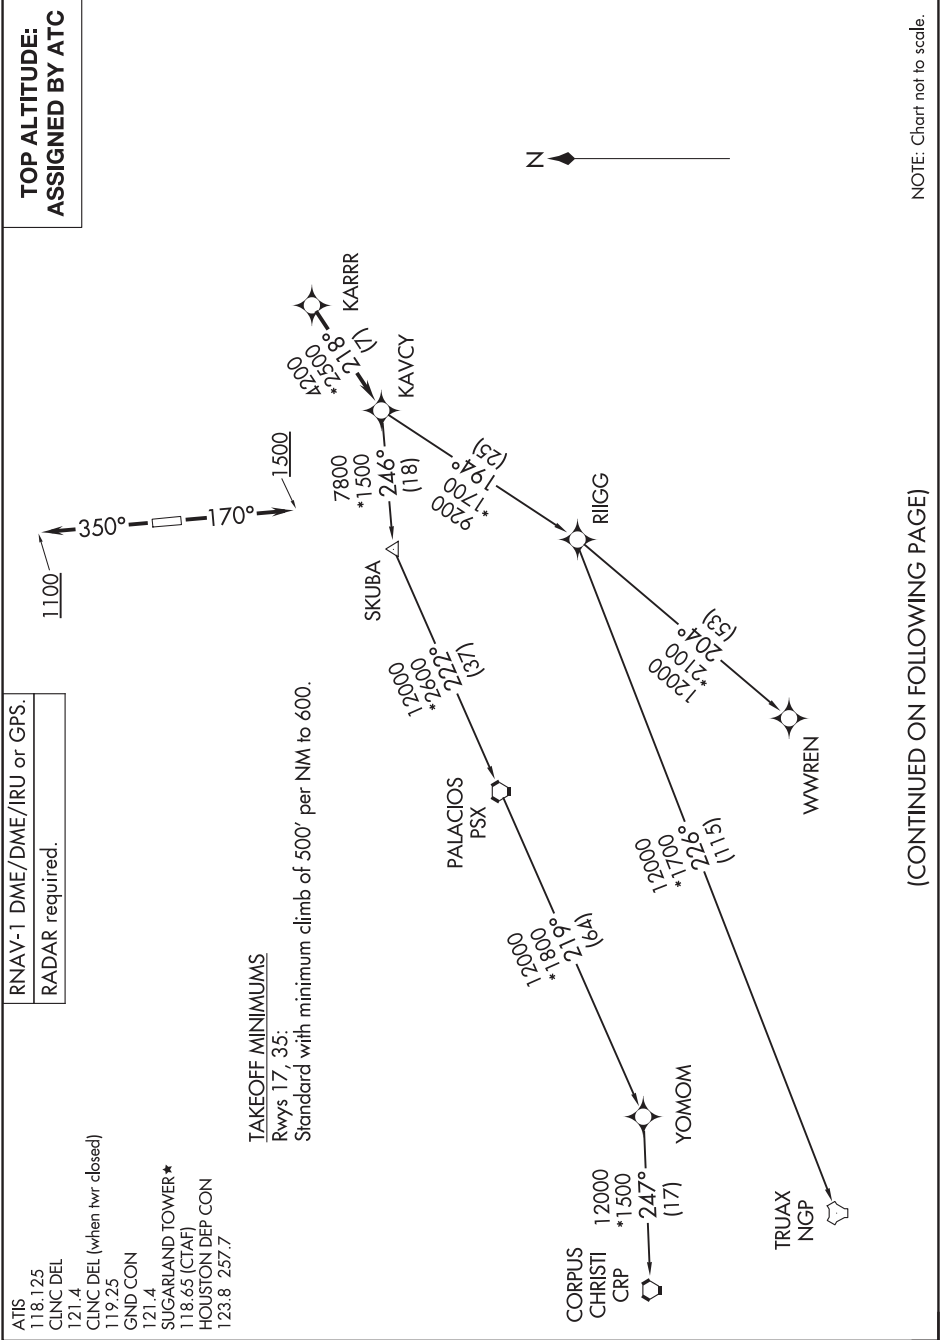 ATIS
118.125
CLNC DEL
121.4
CLNC DEL (when twr closed)
119.25
GND CON
121.4
SUGARLAND TOWER★
118.65 (CTAF)
HOUSTON DEP CON
123.8 257.7
RNAV-1 DME/DME/IRU or GPS.
RADAR required.
TOP ALTITUDE:
ASSIGNED BY ATC
TAKEOFF MINIMUMS
Rwys 17, 35:
Standard with minimum climb of 500' per NM to 600.
1100
350°
170°
1500
KARRR
4200
*2500
218°
(7)
KAVCY
7800
*1500
246°
(18)
SKUBA
9200
*1700
194°
(25)
RIIGG
12000
*2600
222°
(37)
PALACIOS
PSX
12000
*2100
204°
(53)
WWREN
12000
*1800
219°
(64)
YOMOM
12000
*1700
226°
(115)
TRUAX
NGP
12000
*1500
247°
(17)
CORPUS
CHRISTI
CRP
N
NOTE: Chart not to scale.
(CONTINUED ON FOLLOWING PAGE)